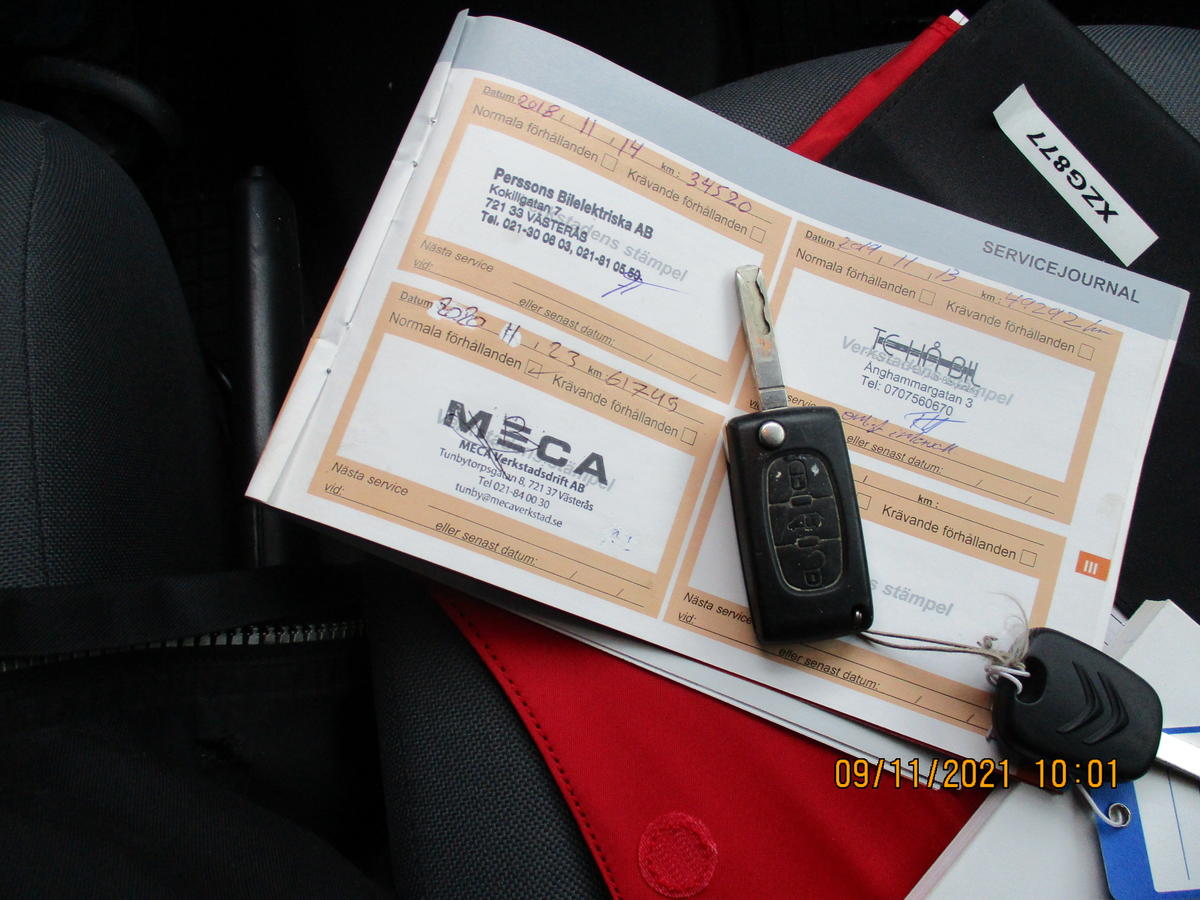 SERVICEJOURNAL
XZG877
Datum 2018. 11. 14 km: 34520
Normala förhållanden Krävande förhållanden
Perssons Bilelektriska AB
Kokillgatan 7
721 33 VÄSTERÅS
Verkstadens stämpel
Tel. 021-30 06 03, 021-81 05 50
Nästa service
vid:
eller senast datum: / /
Datum 2019. 11. 13 km: 49292
Normala förhållanden Krävande förhållanden
BIL
Verkstadens stämpel
Änghammargatan 3
Tel: 0707560670
service
eller senast datum: / /
Datum 2020 11. 23 km 61745
Normala förhållanden Krävande förhållanden
MECA
MECA Verkstadsdrift AB
Tunbytorpsgatan 8, 721 37 Västerås
Tel 021-84 00 30
tunby@mecaverkstad.se
Nästa service
vid:
eller senast datum: / /
km:
Krävande förhållanden
s stämpel
Nästa service
vid:
eller senast datum: / /
III
09/11/2021 10:01